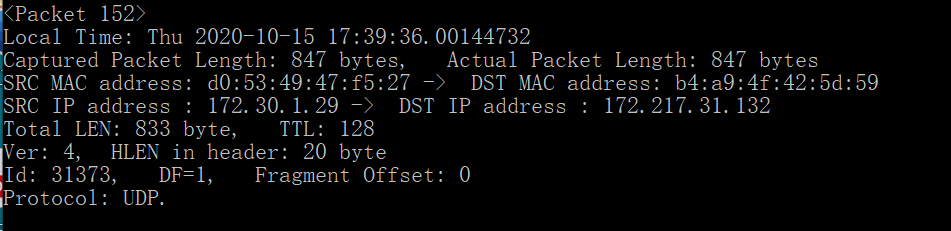 <Packet 152>
Local Time: Thu 2020-10-15 17:39:36.00144732
Captured Packet Length: 847 bytes,   Actual Packet Length: 847 bytes
SRC MAC address: d0:53:49:47:f5:27 ->  DST MAC address: b4:a9:4f:42:5d:59
SRC IP address : 172.30.1.29 ->  DST IP address : 172.217.31.132
Total LEN: 833 byte,   TTL: 128
Ver: 4,  HLEN in header: 20 byte
Id: 31373,   DF=1,   Fragment Offset: 0
Protocol: UDP.